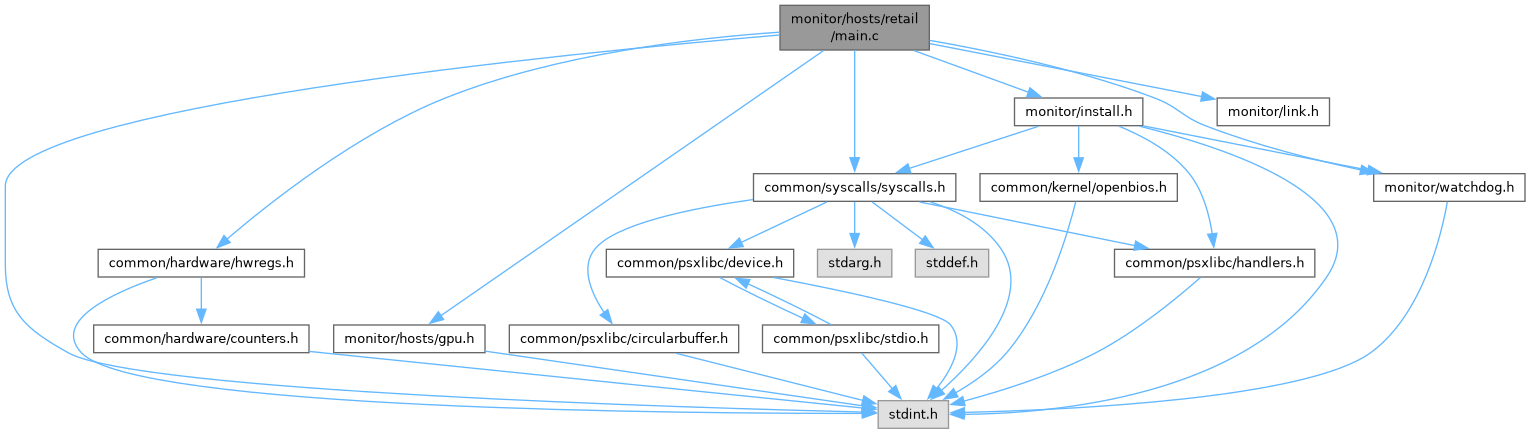 monitor/hosts/retail
/main.c
monitor/install.h
monitor/link.h
common/syscalls/syscalls.h
common/kernel/openbios.h
monitor/watchdog.h
common/hardware/hwregs.h
common/psxlibc/device.h
stdarg.h
stddef.h
common/psxlibc/handlers.h
common/hardware/counters.h
monitor/hosts/gpu.h
common/psxlibc/circularbuffer.h
common/psxlibc/stdio.h
stdint.h